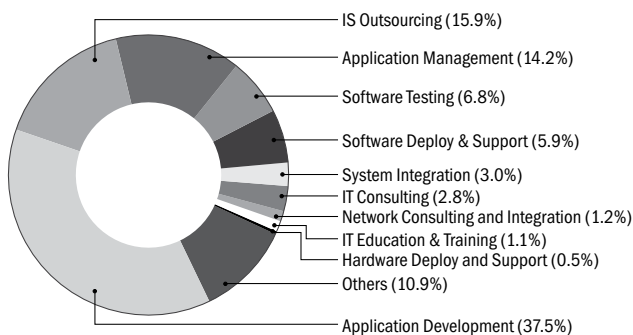 IS Outsourcing (15.9%)
Application Management (14.2%)
Software Testing (6.8%)
Software Deploy & Support (5.9%)
System Integration (3.0%)
IT Consulting (2.8%)
Network Consulting and Integration (1.2%)
IT Education & Training (1.1%)
Hardware Deploy and Support (0.5%)
Others (10.9%)
Application Development (37.5%)